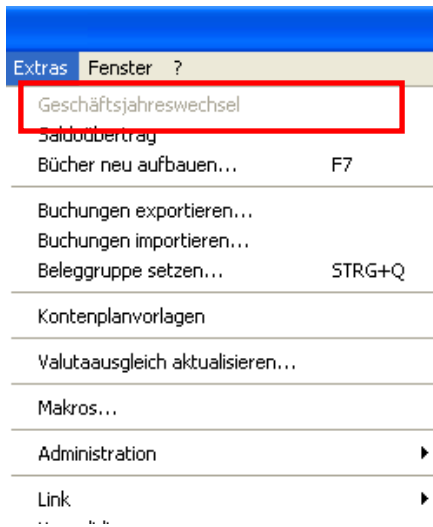 Extras Fenster ?
Geschäftsjahreswechsel
Saldoübertrag
Bücher neu aufbauen... F7
Buchungen exportieren...
Buchungen importieren...
Beleggruppe setzen... STRG+Q
Kontenplanvorlagen
Valutaausgleich aktualisieren...
Makros...
Administration
Link